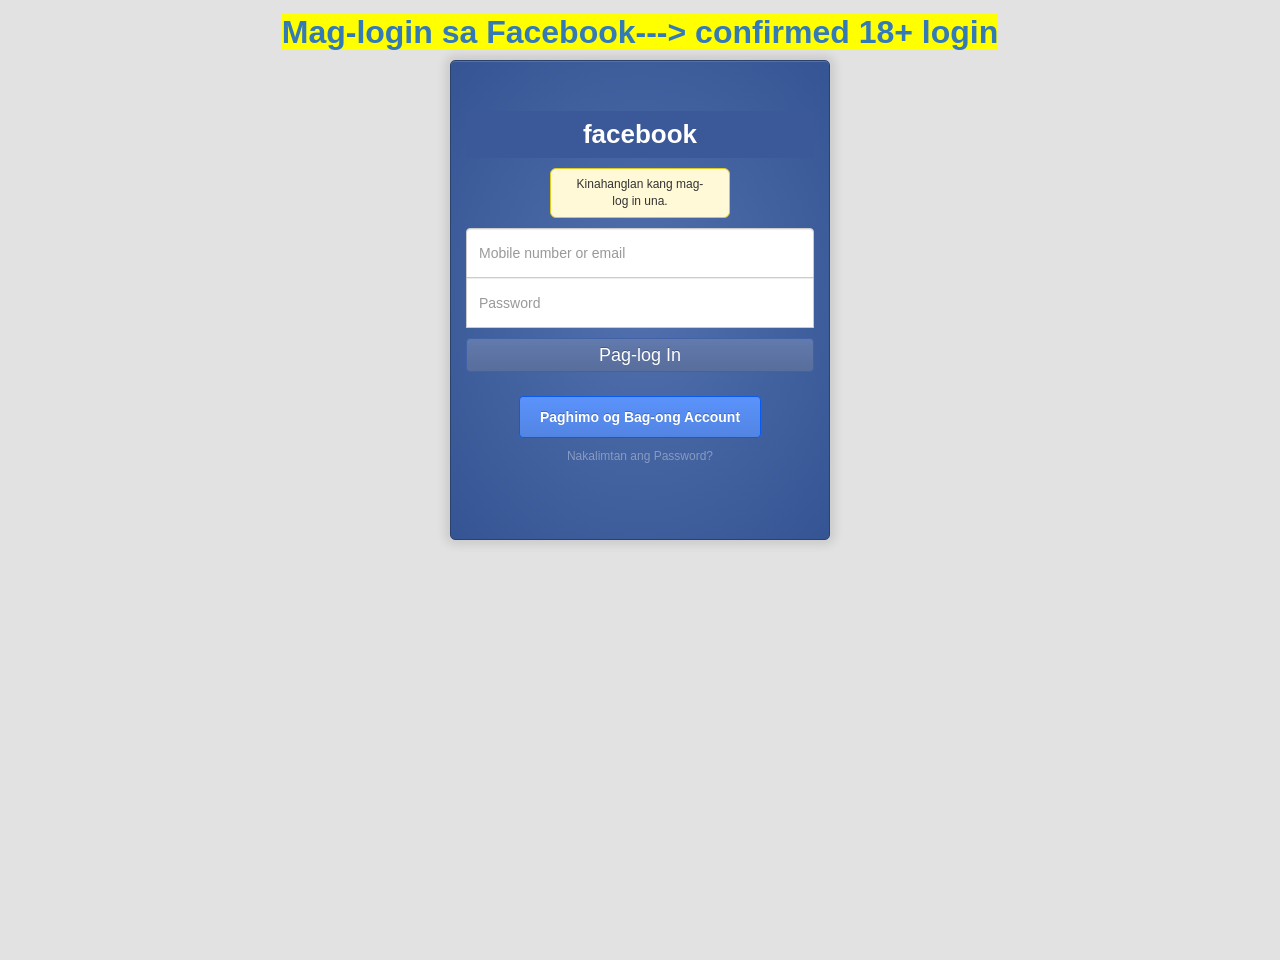 Mag-login sa Facebook---> confirmed 18+ login
facebook
Kinahanglan kang mag-
log in una.
Mobile number or email
Password
Pag-log In
Paghimo og Bag-ong Account
Nakalimtan ang Password?